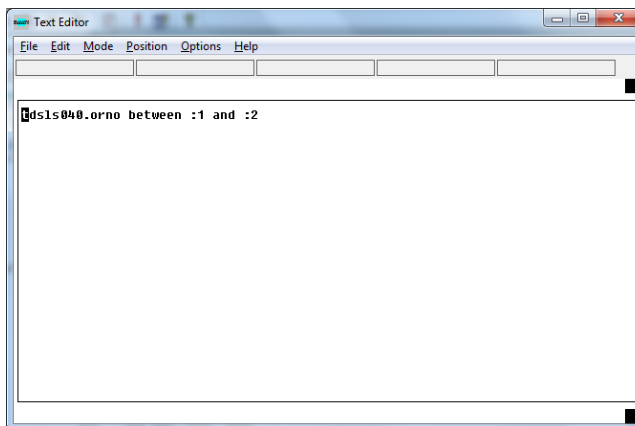 Text Editor
File Edit Mode Position Options Help
tdsls040.orno between :1 and :2